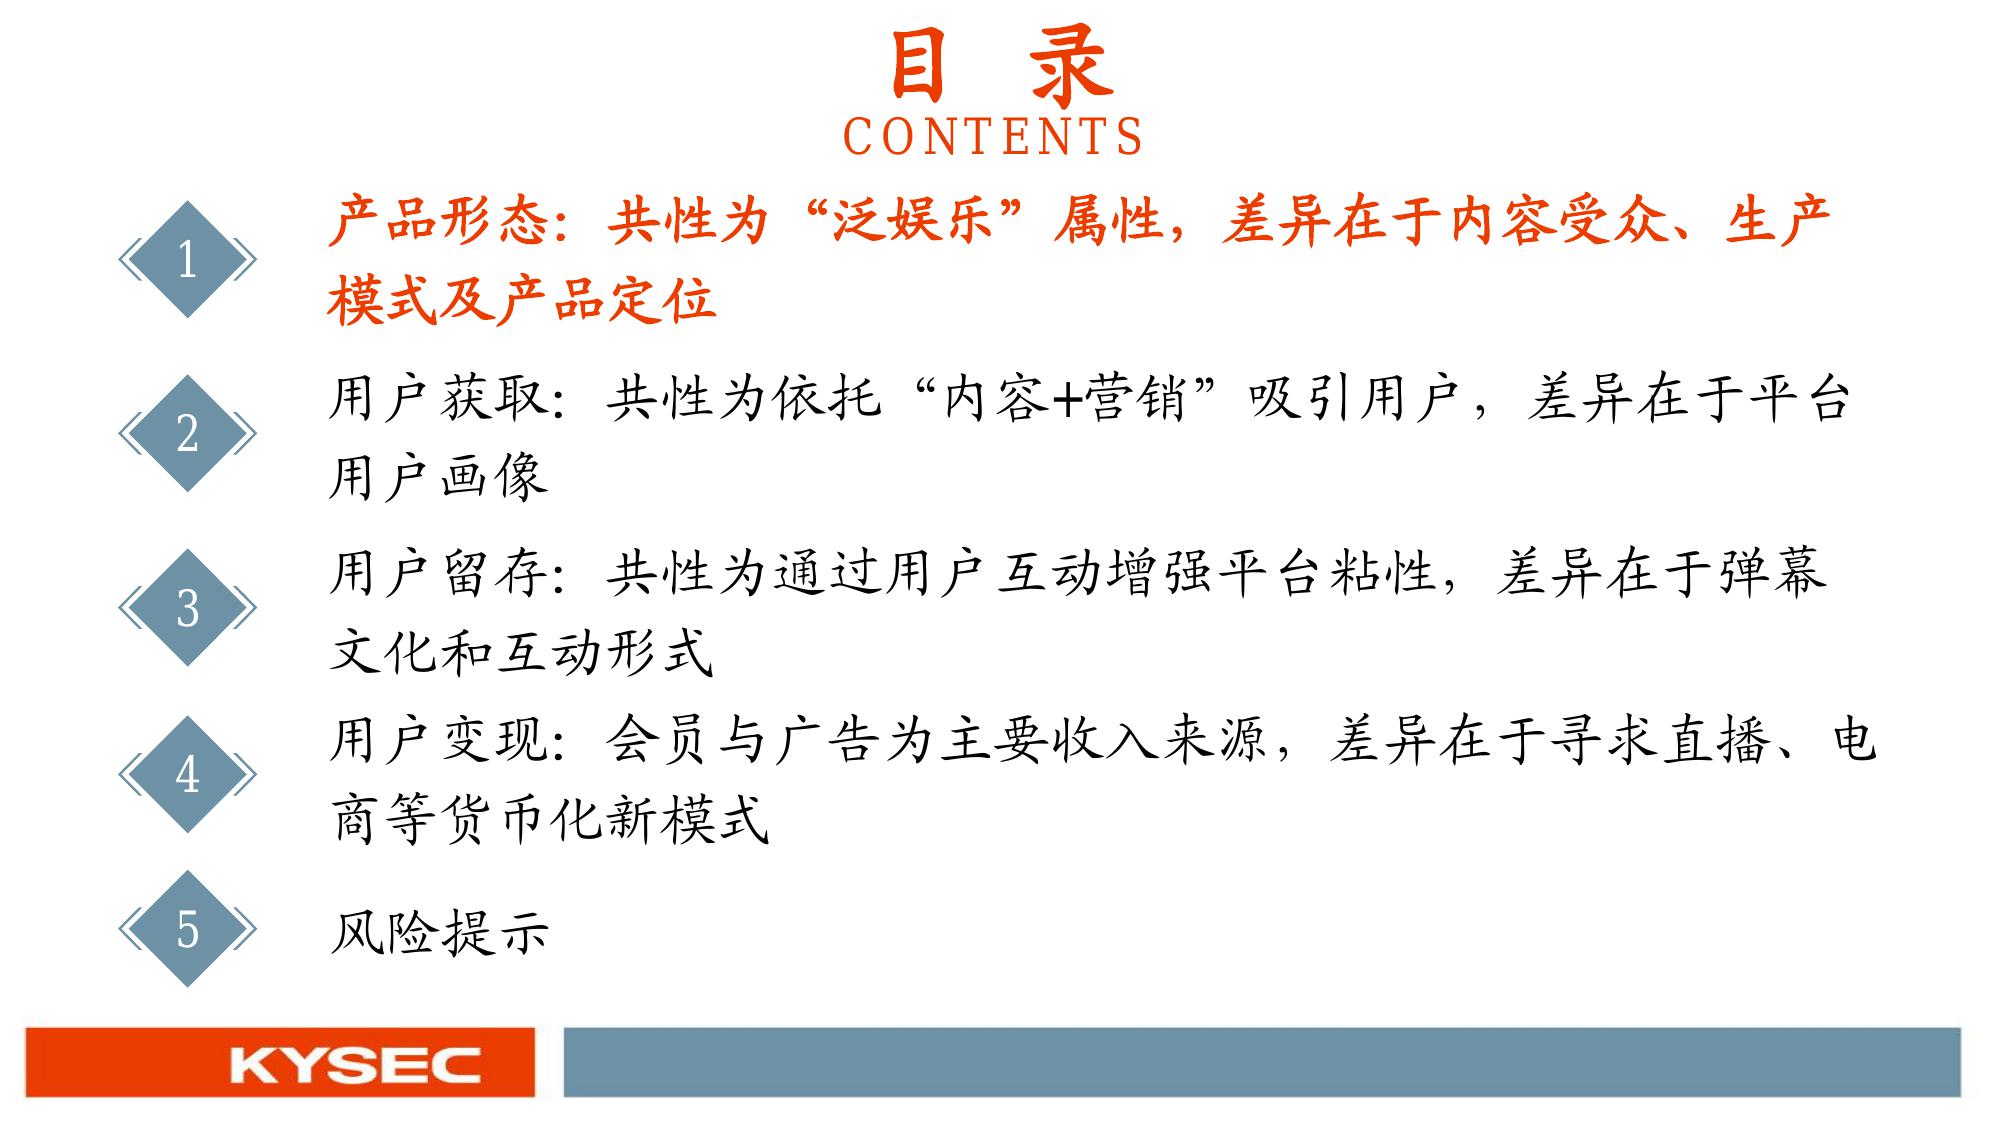 目 录
CONTENTS
1
产品形态：共性为“泛娱乐”属性，差异在于内容受众、生产
模式及产品定位
2
用户获取：共性为依托“内容+营销”吸引用户，差异在于平台
用户画像
3
用户留存：共性为通过用户互动增强平台粘性，差异在于弹幕
文化和互动形式
4
用户变现：会员与广告为主要收入来源，差异在于寻求直播、电
商等货币化新模式
5
风险提示
KYSEC